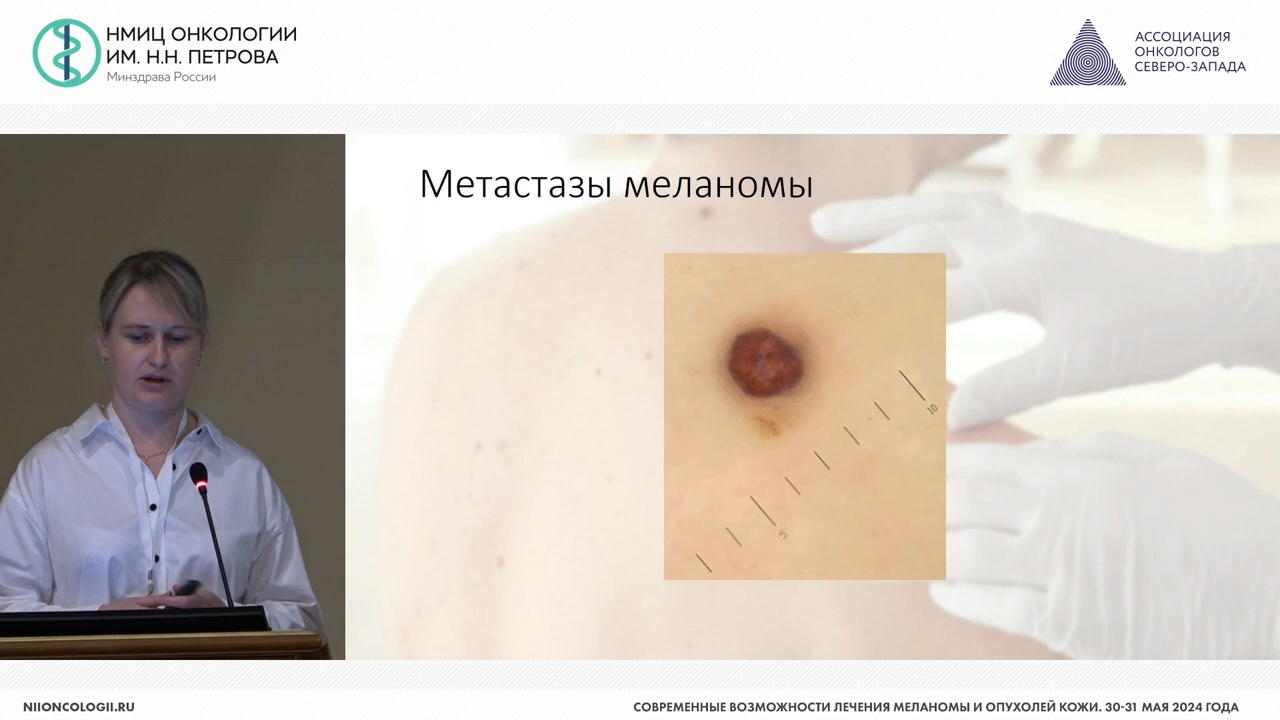 НМИЦ ОНКОЛОГИИ
ИМ. Н.Н. ПЕТРОВА
Минздрава России
АССОЦИАЦИЯ
ОНКОЛОГОВ
СЕВЕРО-ЗАПАДА
Метастазы меланомы
10
5
NIIONCOLOGII.RU
СОВРЕМЕННЫЕ ВОЗМОЖНОСТИ ЛЕЧЕНИЯ МЕЛАНОМЫ И ОПУХОЛЕЙ КОЖИ. 30-31 МАЯ 2024 ГОДА